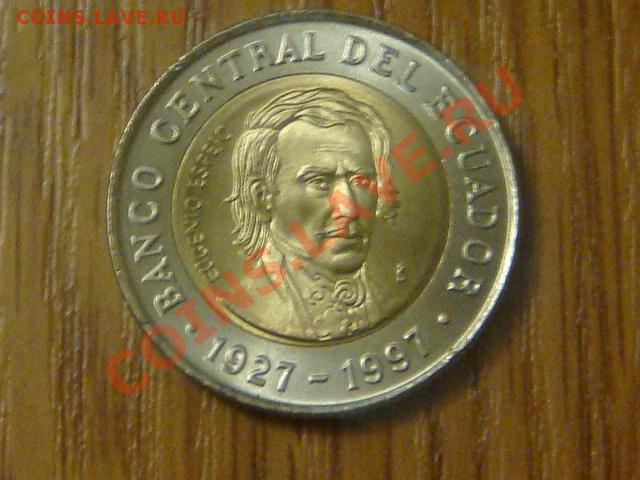 COINS.LAVE.RU
BANCO CENTRAL DEL ECUADOR
EUGENIO ESPEJO
· 1927 - 1997 ·
COINS.LAVE.RU